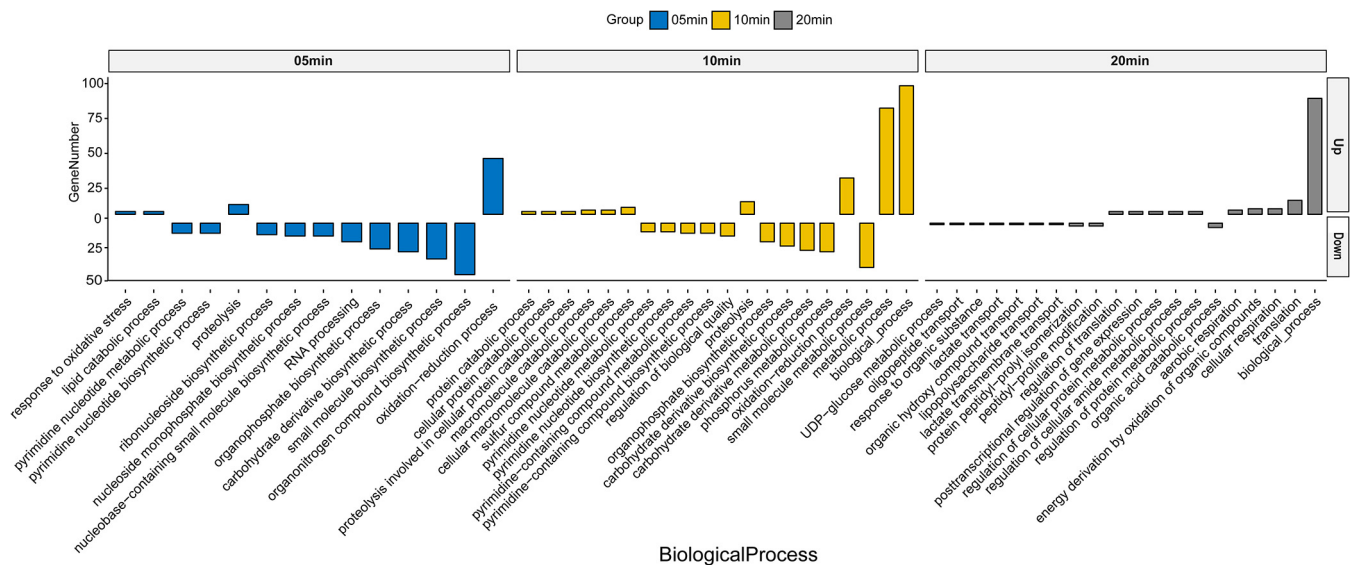 Group 05min 10min 20min
05min
10min
20min
GeneNumber
100
75
50
25
0
25
50
Up
Down
response to oxidative stress
lipid catabolic process
pyrimidine nucleotide metabolic process
pyrimidine nucleotide biosynthetic process
proteolysis
ribonucleoside biosynthetic process
nucleoside monophosphate biosynthetic process
nucleobase−containing small molecule biosynthetic process
RNA processing
organophosphate biosynthetic process
carbohydrate derivative biosynthetic process
small molecule biosynthetic process
organonitrogen compound biosynthetic process
oxidation−reduction process
protein catabolic process
cellular protein catabolic process
proteolysis involved in cellular protein catabolic process
macromolecule catabolic process
cellular macromolecule catabolic process
sulfur compound metabolic process
pyrimidine nucleotide metabolic process
pyrimidine nucleotide biosynthetic process
pyrimidine−containing compound metabolic process
pyrimidine−containing compound biosynthetic process
regulation of biological quality
proteolysis
organophosphate biosynthetic process
carbohydrate derivative biosynthetic process
carbohydrate derivative metabolic process
phosphorus metabolic process
oxidation−reduction process
small molecule metabolic process
metabolic process
biological_process
UDP−glucose metabolic process
oligopeptide transport
response to organic substance
lactate transport
organic hydroxy compound transport
lipopolysaccharide transport
lactate transmembrane transport
protein peptidyl−prolyl isomerization
peptidyl−proline modification
regulation of translation
posttranscriptional regulation of gene expression
regulation of cellular protein metabolic process
regulation of cellular amide metabolic process
regulation of protein metabolic process
organic acid catabolic process
aerobic respiration
energy derivation by oxidation of organic compounds
cellular respiration
translation
biological_process
BiologicalProcess